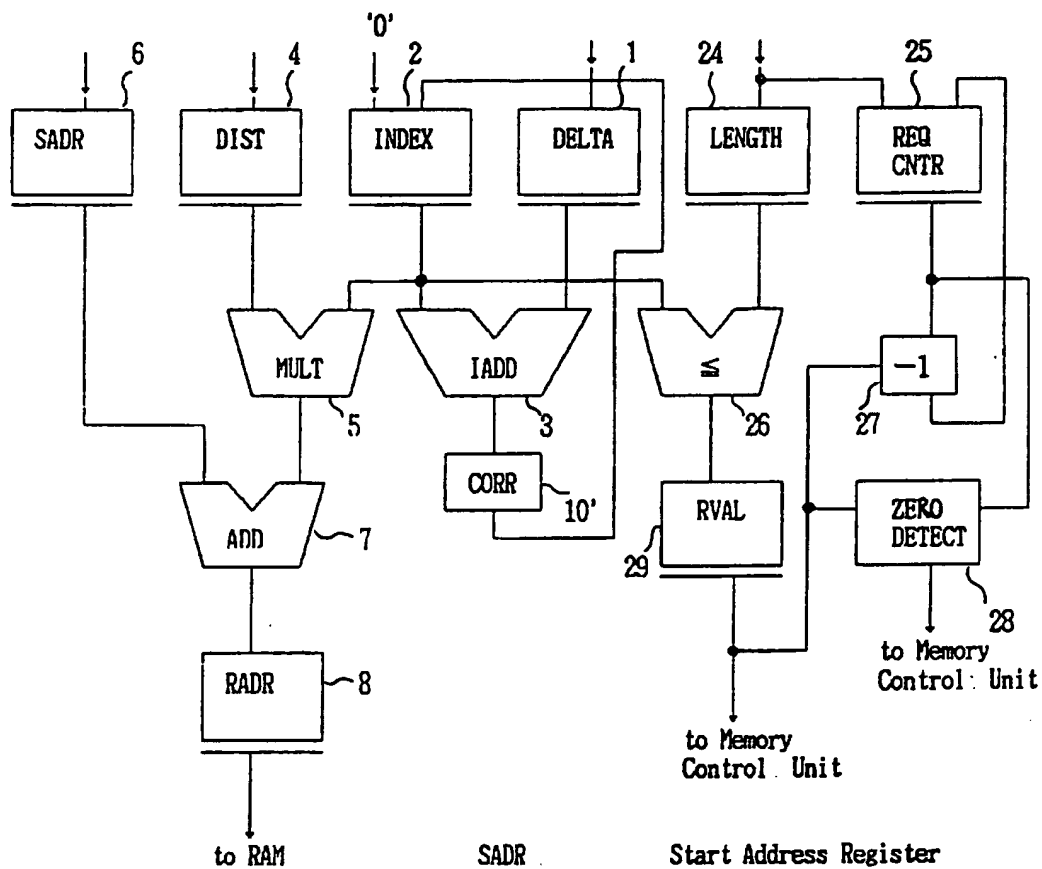 '0'
6
4
2
1
24
25
SADR
DIST
INDEX
DELTA
LENGTH
REQ
CNTR
MULT
IADD
≤
-1
5
3
26
27
CORR
10'
ADD
7
RVAL
29
ZERO
DETECT
28
RADR
8
to Memory
Control Unit
to Memory
Control Unit
to RAM
SADR Start Address Register